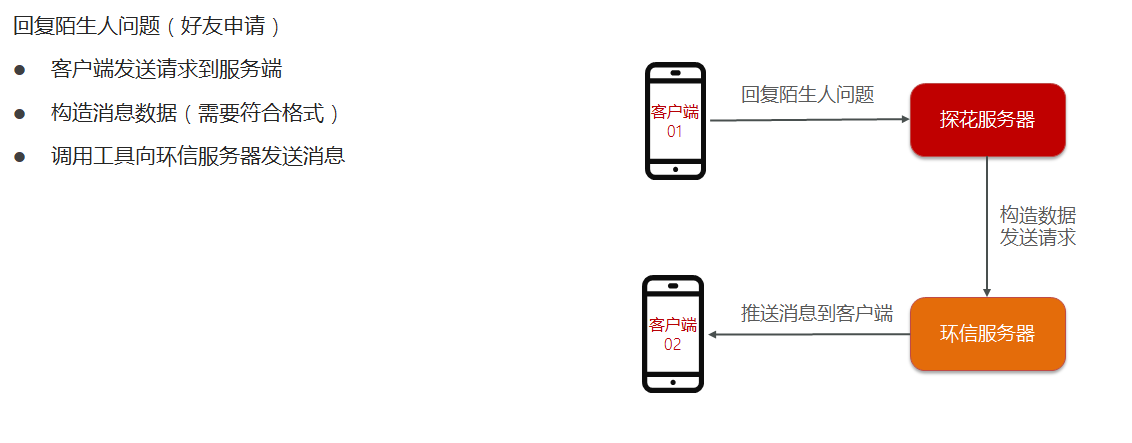 回复陌生人问题（好友申请）
● 客户端发送请求到服务端
● 构造消息数据（需要符合格式）
● 调用工具向环信服务器发送消息
客户端
01
回复陌生人问题
探花服务器
构造数据
发送请求
客户端
02
推送消息到客户端
环信服务器